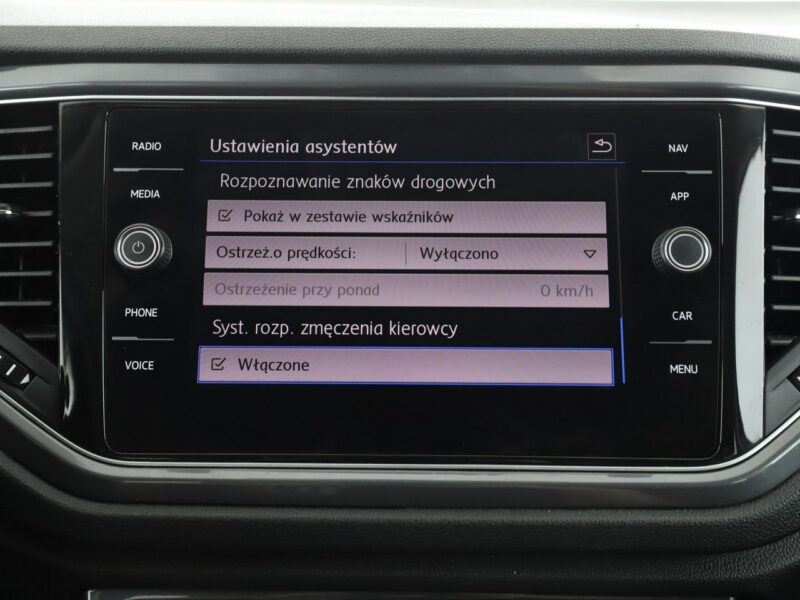 RADIO
MEDIA
PHONE
VOICE
Ustawienia asystentów
Rozpoznawanie znaków drogowych
Pokaż w zestawie wskaźników
Ostrzeż.o prędkości: Wyłączono
Ostrzeżenie przy ponad 0 km/h
Syst. rozp. zmęczenia kierowcy
Włączone
NAV
APP
CAR
MENU